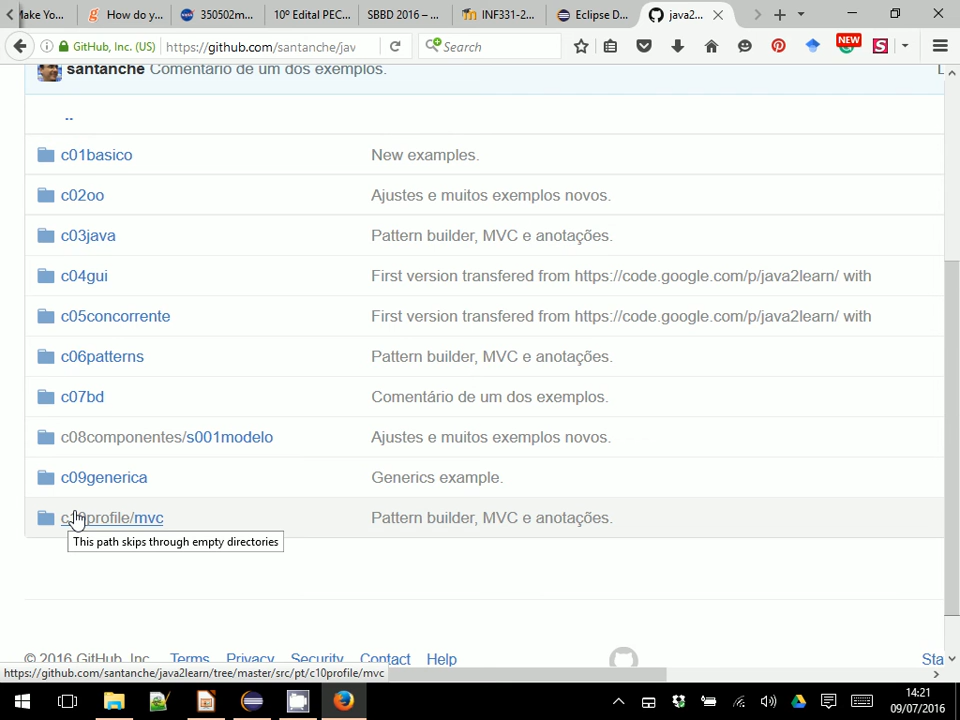 Make Yo...
How do y...
350502m...
10º Edital PEC...
SBBD 2016 – ...
INF331-2...
Eclipse D...
java2...
GitHub, Inc. (US)
https://github.com/santanche/jav
Search
NEW
S
santanche Comentário de um dos exemplos.
..
c01basico New examples.
c02oo Ajustes e muitos exemplos novos.
c03java Pattern builder, MVC e anotações.
c04gui First version transfered from https://code.google.com/p/java2learn/ with
c05concorrente First version transfered from https://code.google.com/p/java2learn/ with
c06patterns Pattern builder, MVC e anotações.
c07bd Comentário de um dos exemplos.
c08componentes/s001modelo Ajustes e muitos exemplos novos.
c09generica Generics example.
c10profile/mvc Pattern builder, MVC e anotações.
This path skips through empty directories
© 2016 GitHub, Inc. Terms Privacy Security Contact Help Sta
https://github.com/santanche/java2learn/tree/master/src/pt/c10profile/mvc
14:21
09/07/2016